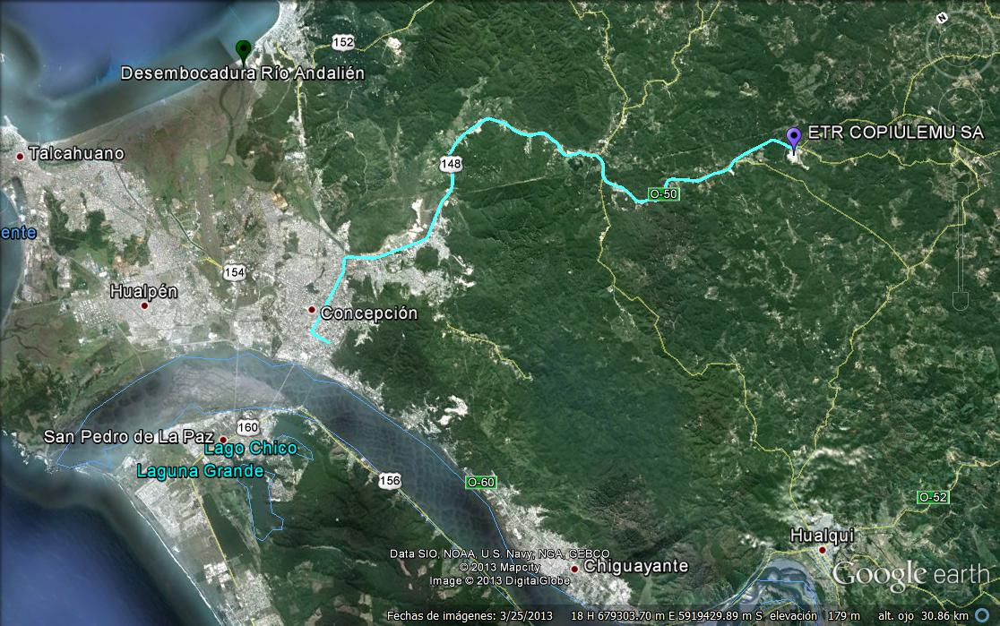 N
152
Desembocadura Río Andalién
ETR COPIULEMU SA
Talcahuano
148
O-50
ente
154
Hualpén
Concepción
160
San Pedro de La Paz
Lago Chico
Laguna Grande
156
O-60
O-52
Hualqui
Data SIO, NOAA, U.S. Navy, NGA, GEBCO
© 2013 Mapcity
Image © 2013 DigitalGlobe
Chiguayante
Google earth
Fechas de imágenes: 3/25/2013 18 H 679303.70 m E 5919429.89 m S elevación 179 m alt. ojo 30.86 km